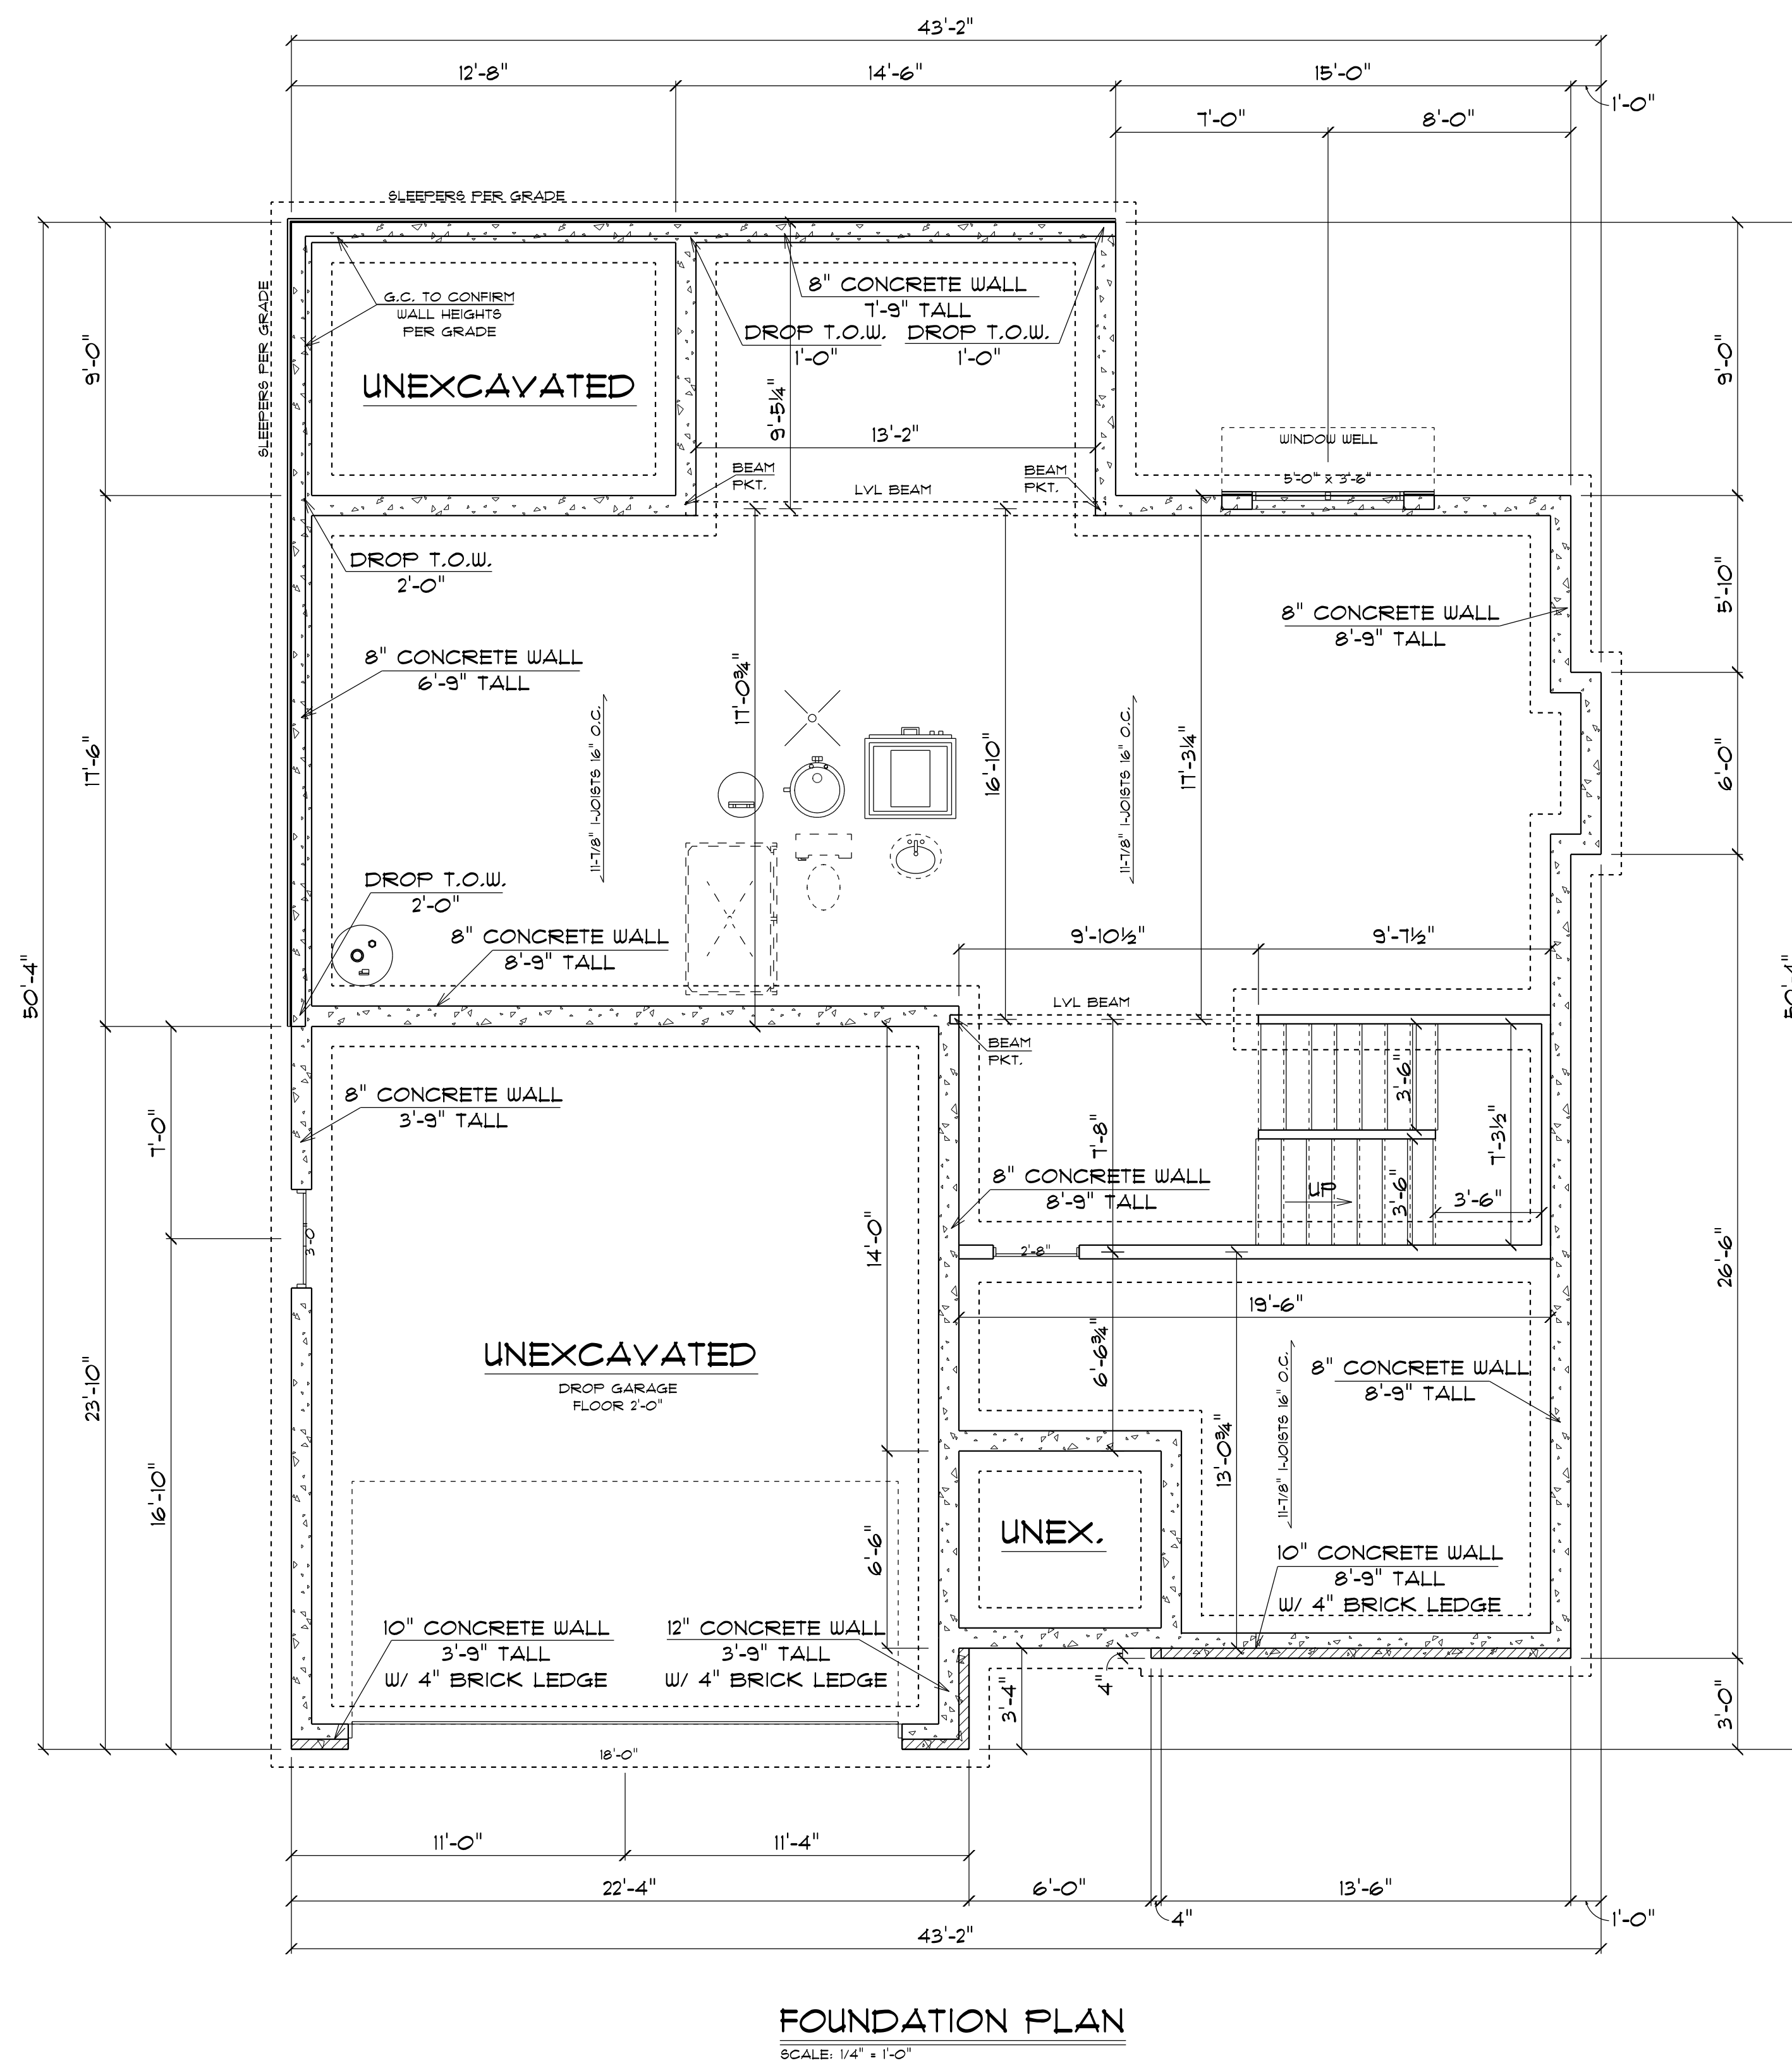 43'-2"
12'-8"
14'-6"
15'-0"
1'-0"
7'-0"
8'-0"
SLEEPERS PER GRADE
SLEEPERS PER GRADE
G.C. TO CONFIRM
WALL HEIGHTS
PER GRADE
UNEXCAVATED
8" CONCRETE WALL
7'-9" TALL
DROP T.O.W.
1'-0"
DROP T.O.W.
1'-0"
9'-0"
9'-0"
9'-5¼"
13'-2"
BEAM
PKT.
LVL BEAM
BEAM
PKT.
WINDOW WELL
5'-0" x 3'-6"
DROP T.O.W.
2'-0"
5'-10"
8" CONCRETE WALL
8'-9" TALL
8" CONCRETE WALL
6'-9" TALL
17'-6"
11-7/8" I-JOISTS 16" O.C.
17'-0¾"
16'-10"
11-7/8" I-JOISTS 16" O.C.
17'-3¼"
6'-0"
DROP T.O.W.
2'-0"
8" CONCRETE WALL
8'-9" TALL
9'-10½"
9'-7½"
50'-4"
50'-4"
LVL BEAM
BEAM
PKT.
8" CONCRETE WALL
3'-9" TALL
7'-0"
3'-6"
7'-8"
7'-3½"
8" CONCRETE WALL
8'-9" TALL
UP
3'-6"
3'-6"
3'-0"
14'-0"
2'-8"
26'-6"
19'-6"
UNEXCAVATED
DROP GARAGE
FLOOR 2'-0"
6'-6¾"
23'-10"
8" CONCRETE WALL
8'-9" TALL
11-7/8" I-JOISTS 16" O.C.
13'-0¾"
16'-10"
6'-6"
UNEX.
10" CONCRETE WALL
8'-9" TALL
W/ 4" BRICK LEDGE
10" CONCRETE WALL
3'-9" TALL
W/ 4" BRICK LEDGE
12" CONCRETE WALL
3'-9" TALL
W/ 4" BRICK LEDGE
3'-4"
4"
3'-0"
18'-0"
11'-0"
11'-4"
22'-4"
6'-0"
4"
13'-6"
1'-0"
43'-2"
FOUNDATION PLAN
SCALE: 1/4" = 1'-0"